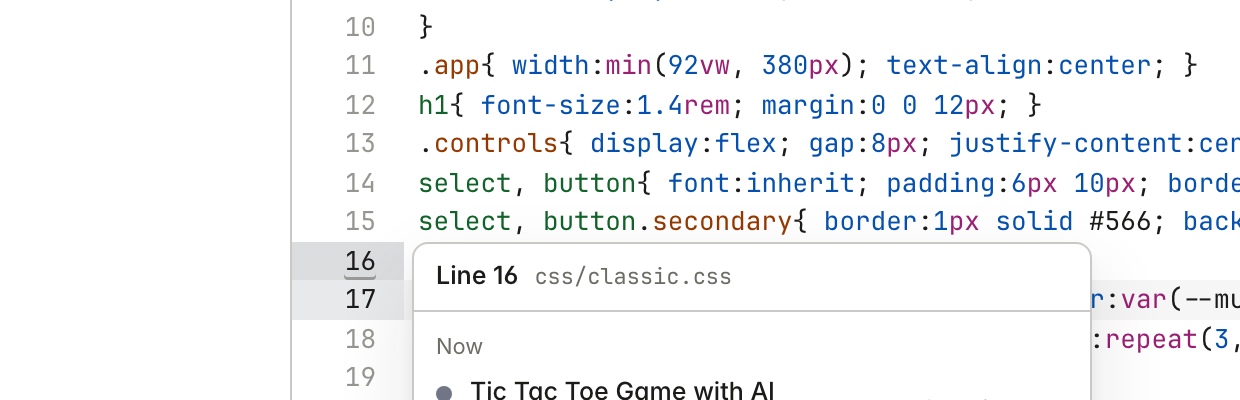 10 }
11 .app{ width:min(92vw, 380px); text-align:center; }
12 h1{ font-size:1.4rem; margin:0 0 12px; }
13 .controls{ display:flex; gap:8px; justify-content:cen
14 select, button{ font:inherit; padding:6px 10px; borde
15 select, button.secondary{ border:1px solid #566; back
16
Line 16 css/classic.css
17 r:var(--mu
18 :repeat(3,
Now
19
Tic Tac Toe Game with AI